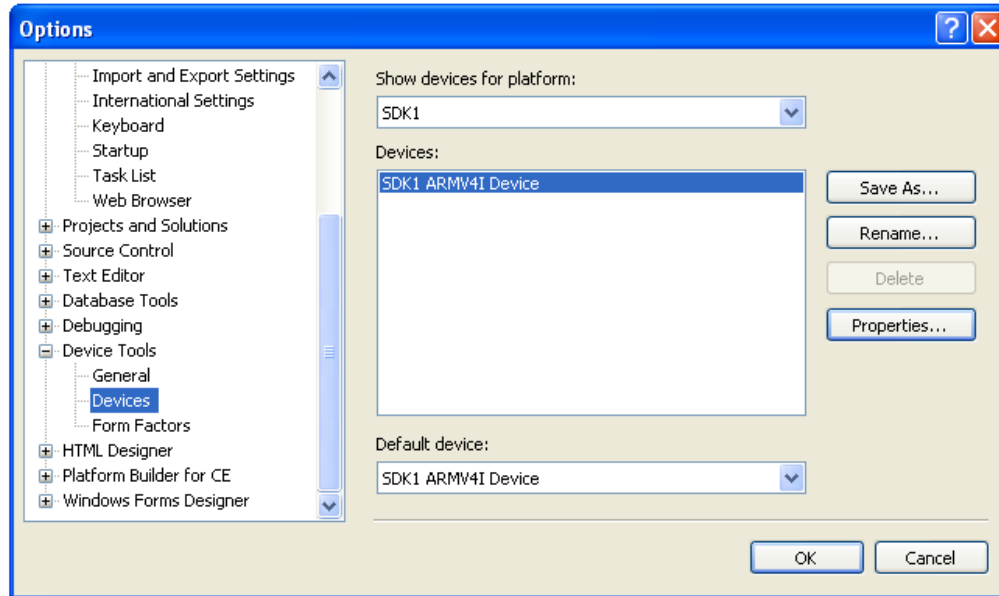 Options
Import and Export Settings
International Settings
Keyboard
Startup
Task List
Web Browser
Projects and Solutions
Source Control
Text Editor
Database Tools
Debugging
Device Tools
General
Devices
Form Factors
HTML Designer
Platform Builder for CE
Windows Forms Designer
Show devices for platform:
SDK1
Devices:
SDK1 ARMV4I Device
Save As...
Rename...
Delete
Properties...
Default device:
SDK1 ARMV4I Device
OK
Cancel